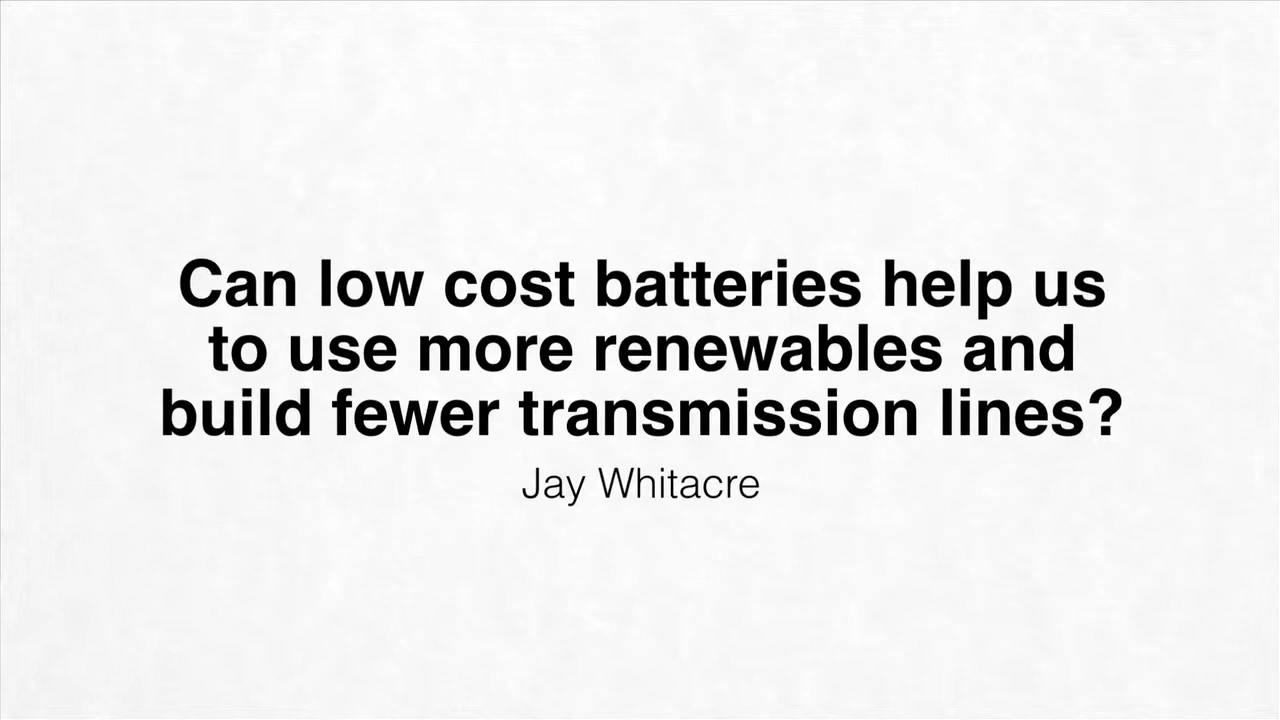 Can low cost batteries help us
to use more renewables and
build fewer transmission lines?
Jay Whitacre